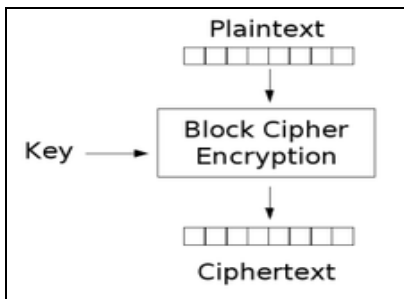 Plaintext
Key
Block Cipher
Encryption
Ciphertext